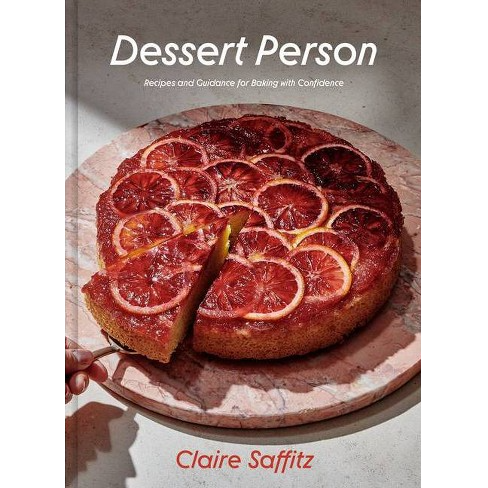 Dessert Person
Recipes and Guidance for Baking with Confidence
Claire Saffitz